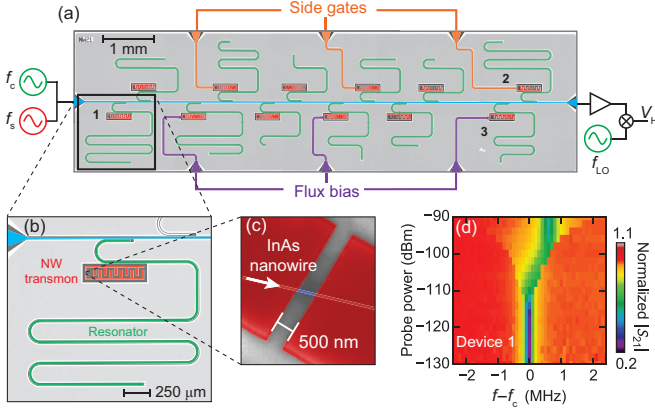 (a)
Side gates
1 mm
f_c
f_s
1
2
3
V_H
f_LO
Flux bias
(b)
NW
transmon
Resonator
250 μm
(c)
InAs
nanowire
500 nm
(d)
Probe power (dBm)
-90
-100
-110
-120
-130
Device 1
-2
-1
0
1
2
f–f_c (MHz)
1.1
0.2
Normalized |S_21|